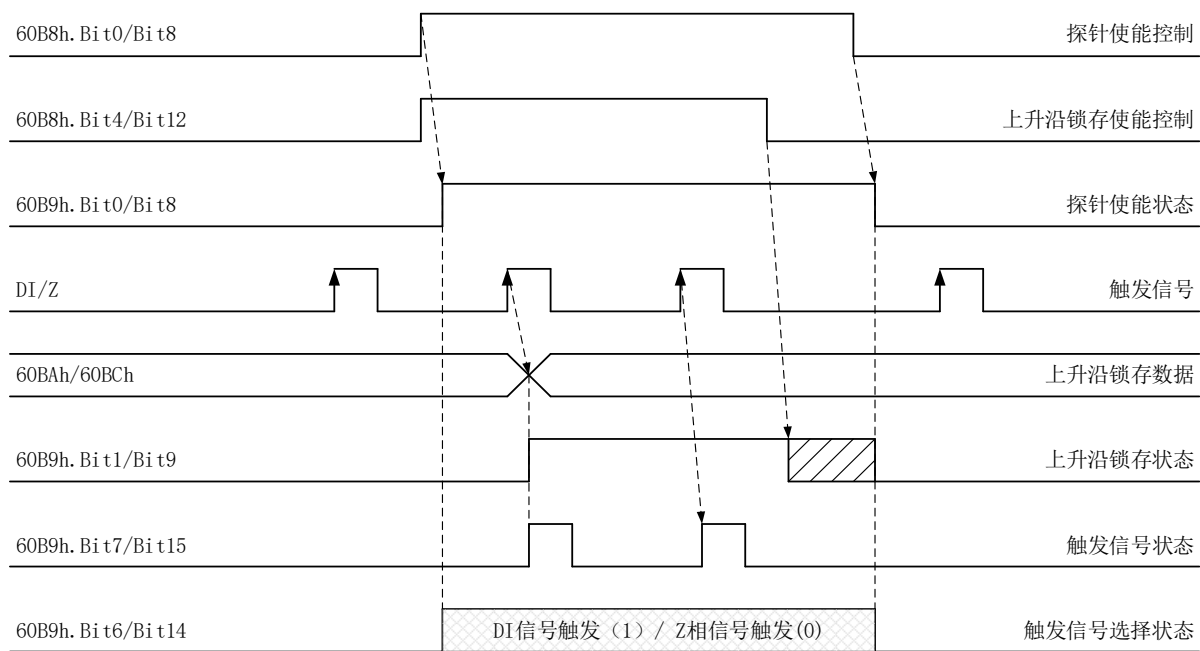 60B8h.Bit0/Bit8 探针使能控制
60B8h.Bit4/Bit12 上升沿锁存使能控制
60B9h.Bit0/Bit8 探针使能状态
DI/Z 触发信号
60BAh/60BCh 上升沿锁存数据
60B9h.Bit1/Bit9 上升沿锁存状态
60B9h.Bit7/Bit15 触发信号状态
60B9h.Bit6/Bit14 DI信号触发（1）/ Z相信号触发(0) 触发信号选择状态